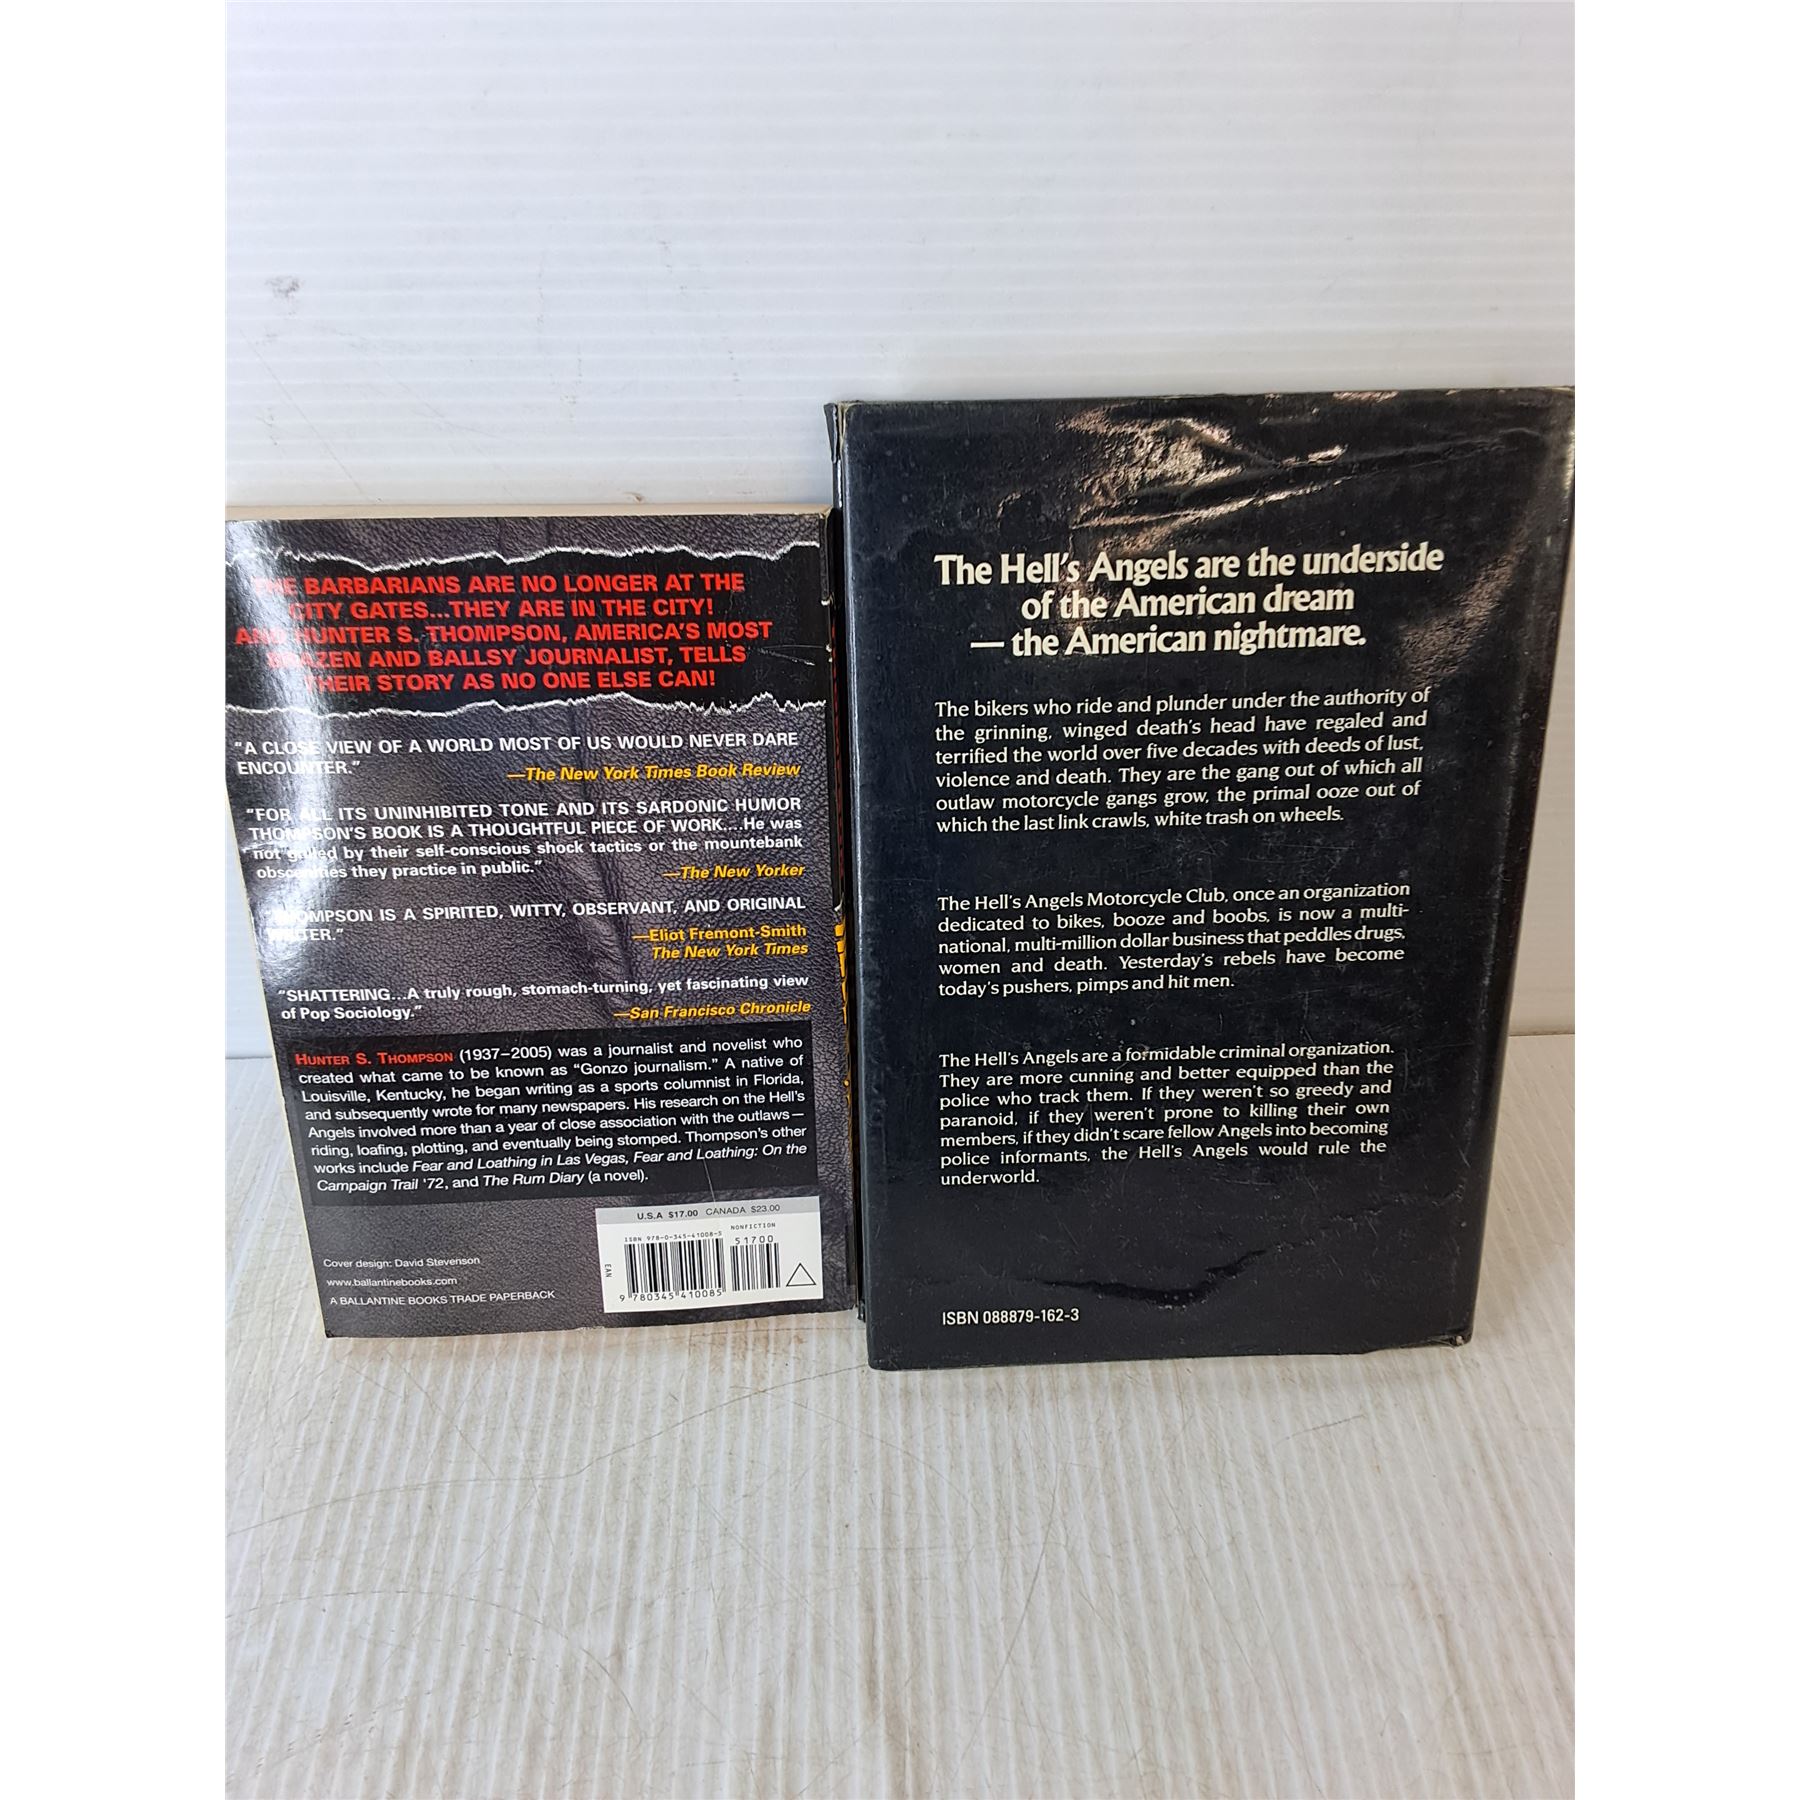 THE BARBARIANS ARE NO LONGER AT THE
CITY GATES...THEY ARE IN THE CITY!
AND HUNTER S. THOMPSON, AMERICA'S MOST
BRAZEN AND BALLSY JOURNALIST, TELLS
THEIR STORY AS NO ONE ELSE CAN!
"A CLOSE VIEW OF A WORLD MOST OF US WOULD NEVER DARE
ENCOUNTER."
—The New York Times Book Review
"FOR ALL ITS UNINHIBITED TONE AND ITS SARDONIC HUMOR
THOMPSON'S BOOK IS A THOUGHTFUL PIECE OF WORK....He was
not galled by their self-conscious shock tactics or the mountebank
obscenities they practice in public."
—The New Yorker
"THOMPSON IS A SPIRITED, WITTY, OBSERVANT, AND ORIGINAL
WRITER."
—Eliot Fremont-Smith
The New York Times
"SHATTERING...A truly rough, stomach-turning, yet fascinating view
of Pop Sociology."
—San Francisco Chronicle
HUNTER S. THOMPSON (1937–2005) was a journalist and novelist who
created what came to be known as "Gonzo journalism." A native of
Louisville, Kentucky, he began writing as a sports columnist in Florida,
and subsequently wrote for many newspapers. His research on the Hell's
Angels involved more than a year of close association with the outlaws—
riding, loafing, plotting, and eventually being stomped. Thompson's other
works include Fear and Loathing in Las Vegas, Fear and Loathing: On the
Campaign Trail '72, and The Rum Diary (a novel).
U.S.A $17.00 CANADA $23.00
NONFICTION
ISBN 978-0-345-41008-5
51700
EAN
9 780345 410085
Cover design: David Stevenson
www.ballantinebooks.com
A BALLANTINE BOOKS TRADE PAPERBACK
The Hell's Angels are the underside
of the American dream
— the American nightmare.
The bikers who ride and plunder under the authority of
the grinning, winged death's head have regaled and
terrified the world over five decades with deeds of lust,
violence and death. They are the gang out of which all
outlaw motorcycle gangs grow, the primal ooze out of
which the last link crawls, white trash on wheels.
The Hell's Angels Motorcycle Club, once an organization
dedicated to bikes, booze and boobs, is now a multi-
national, multi-million dollar business that peddles drugs,
women and death. Yesterday's rebels have become
today's pushers, pimps and hit men.
The Hell's Angels are a formidable criminal organization.
They are more cunning and better equipped than the
police who track them. If they weren't so greedy and
paranoid, if they weren't prone to killing their own
members, if they didn't scare fellow Angels into becoming
police informants, the Hell's Angels would rule the
underworld.
ISBN 088879-162-3